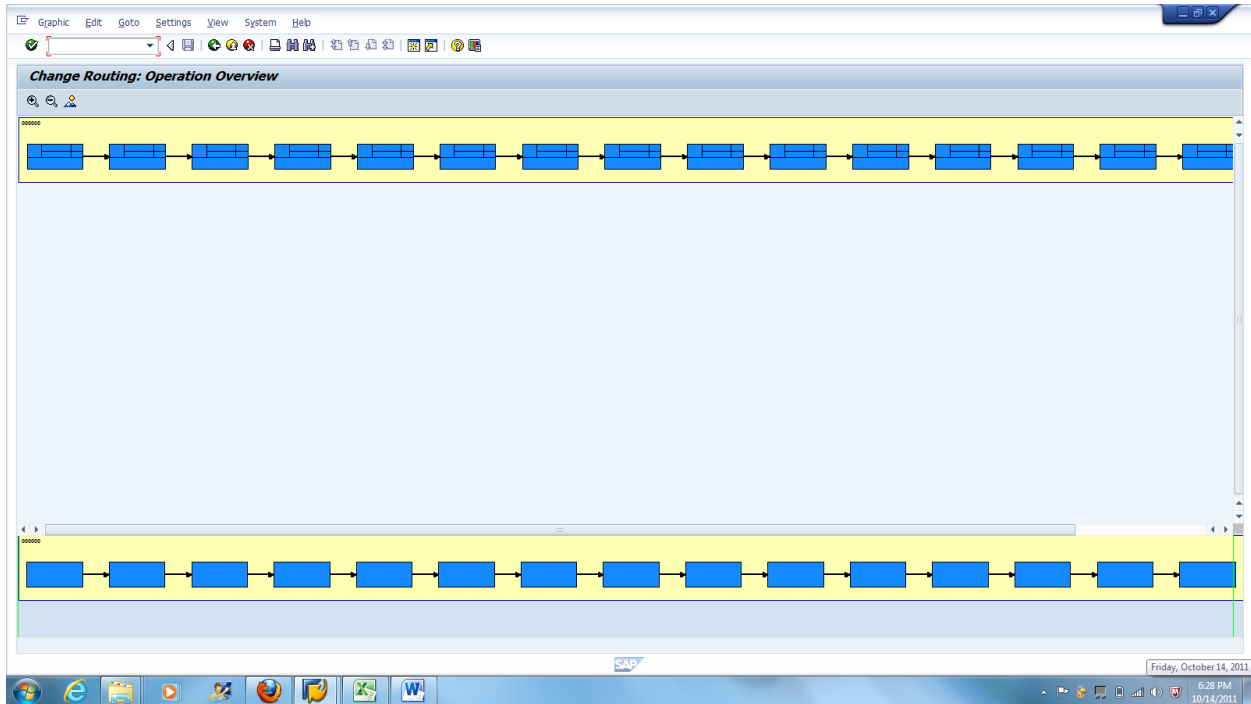 Graphic Edit Goto Settings View System Help
Change Routing: Operation Overview
000000
000000
SAP
Friday, October 14, 2011
6:28 PM
10/14/2011